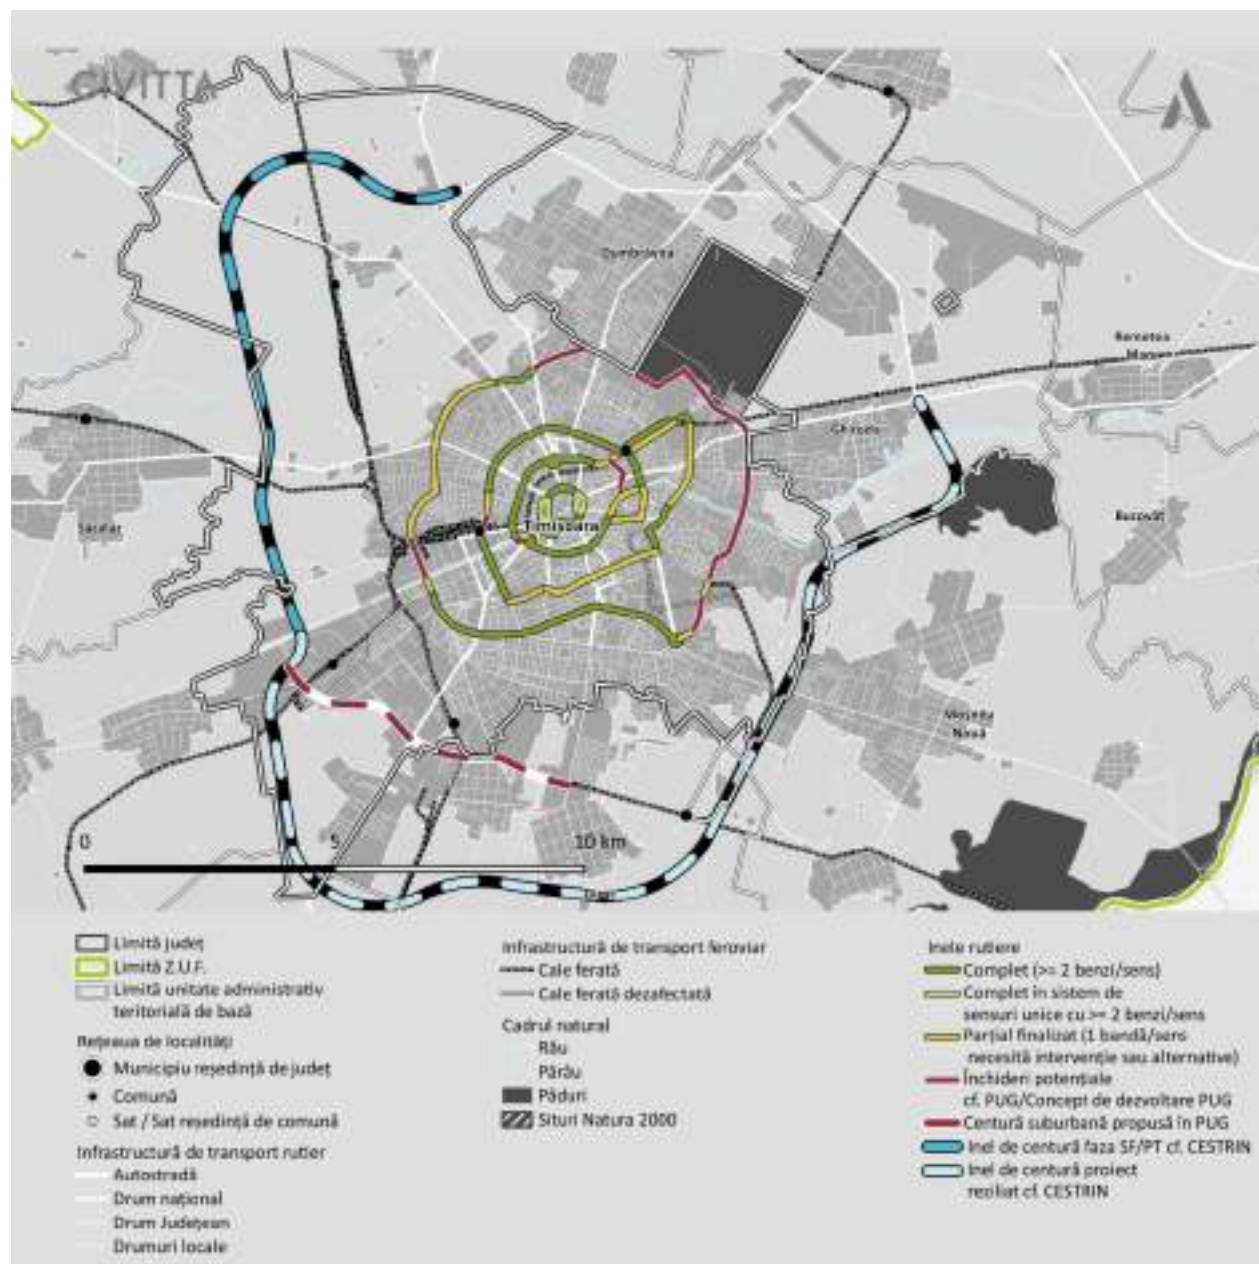 CIVITTA
Dumbrăvița
Remetea
Mare
Ghiroda
Timișoara
Săcălaz
Bucovăț
Moșnița
Nouă
0 5 10 km
Limită județ
Limită Z.U.F.
Limită unitate administrativ
teritorială de bază
Rețeaua de localități
Municipiu reședință de județ
Comună
Sat / Sat reședință de comună
Infrastructură de transport rutier
Autostradă
Drum național
Drum Județean
Drumuri locale
Infrastructură de transport feroviar
Cale ferată
Cale ferată dezafectată
Cadrul natural
Râu
Pârâu
Păduri
Situri Natura 2000
Inele rutiere
Complet (>= 2 benzi/sens)
Complet în sistem de
sensuri unice cu >= 2 benzi/sens
Parțial finalizat (1 bandă/sens
necesită intervenție sau alternative)
Închideri potențiale
cf. PUG/Concept de dezvoltare PUG
Centură suburbană propusă în PUG
Inel de centură faza SF/PT cf. CESTRIN
Inel de centură proiect
reziliat cf. CESTRIN